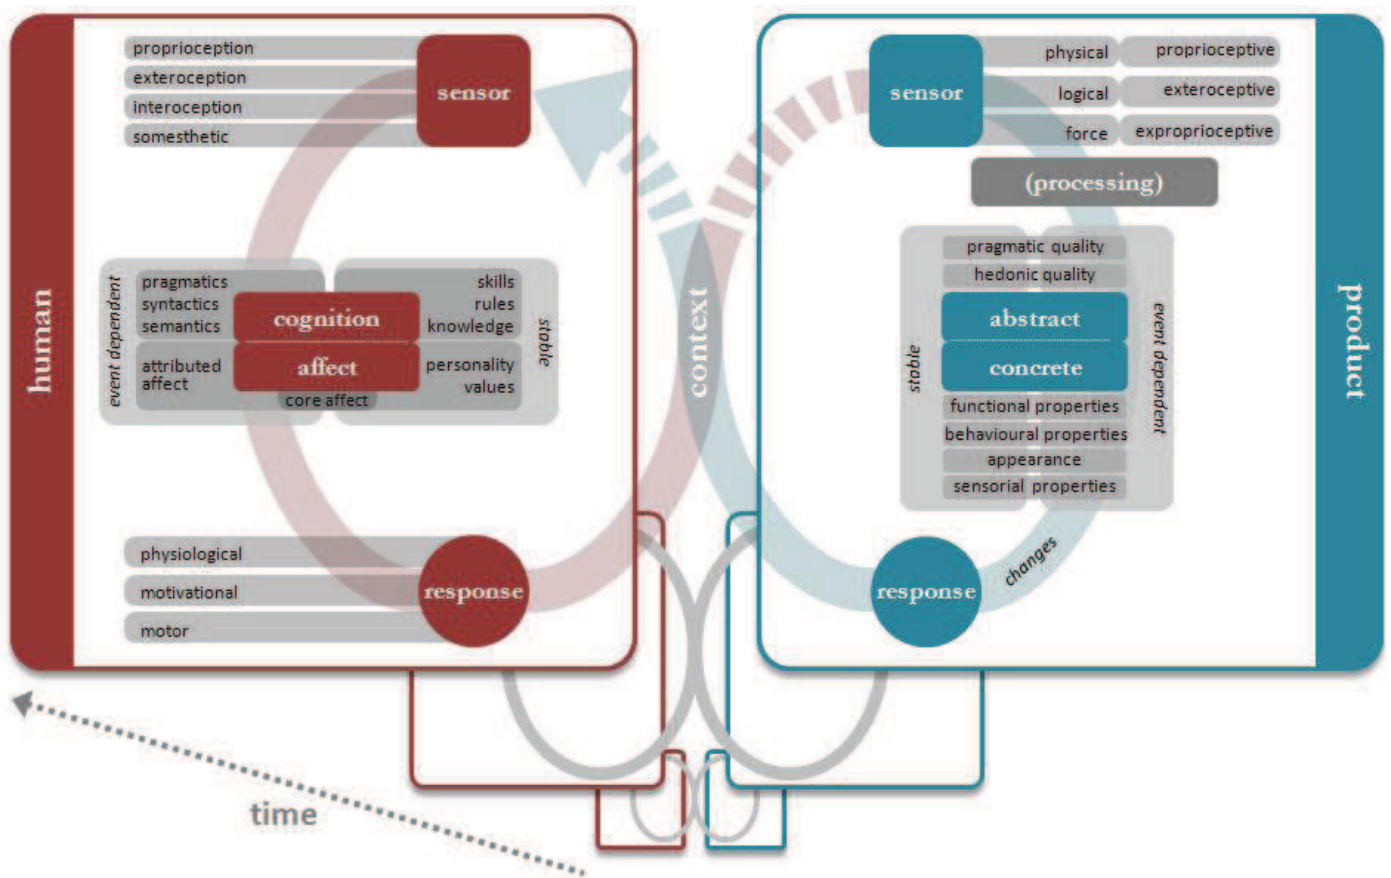 human
proprioception
exteroception
interoception
somesthetic
sensor
event dependent
pragmatics
syntactics
semantics
attributed
affect
cognition
affect
core affect
skills
rules
knowledge
personality
values
stable
physiological
motivational
motor
response
context
sensor
physical
logical
force
proprioceptive
exteroceptive
exproprioceptive
(processing)
stable
pragmatic quality
hedonic quality
abstract
concrete
functional properties
behavioural properties
appearance
sensorial properties
event dependent
response
changes
product
time